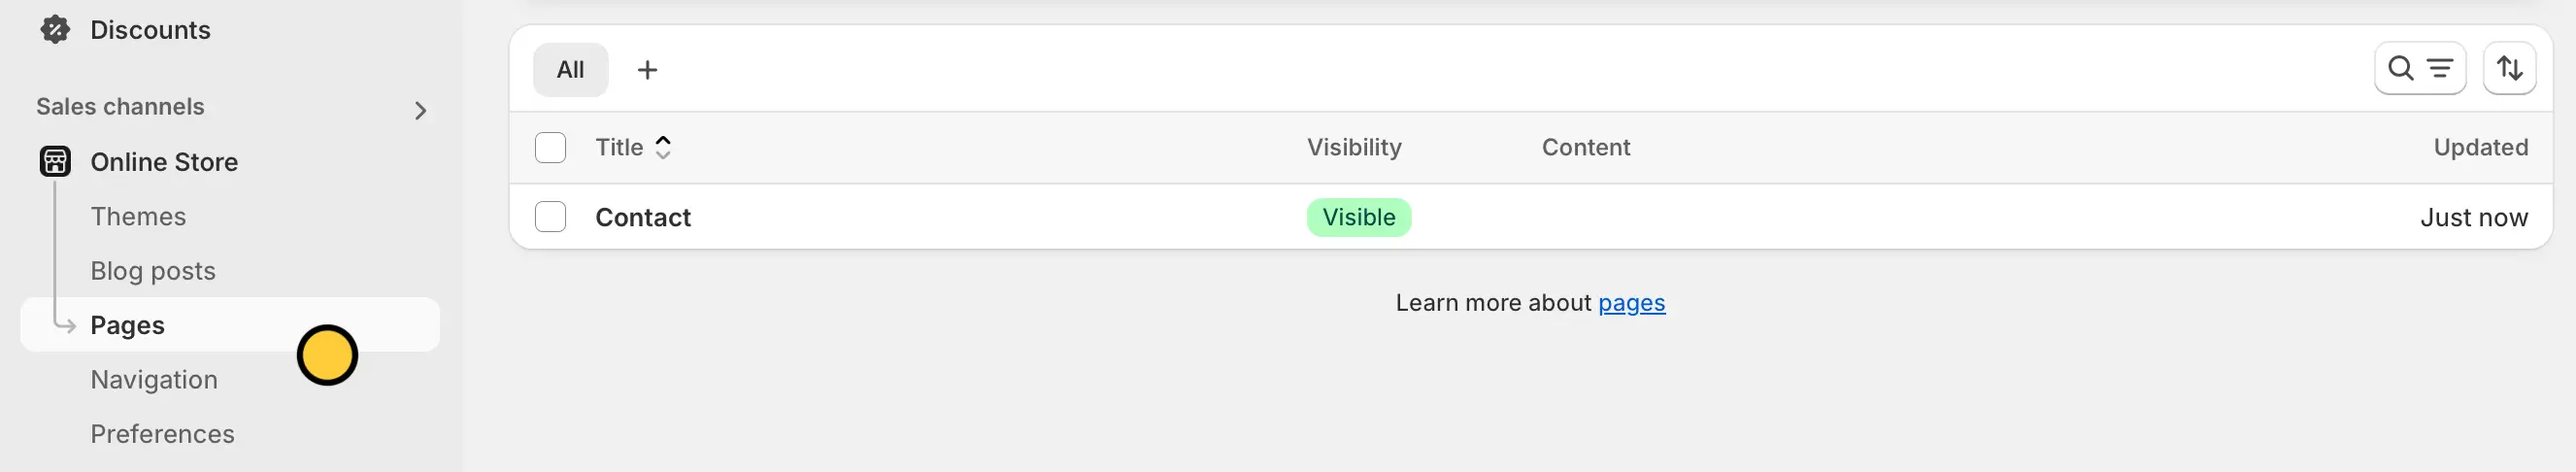 Discounts
Sales channels
Online Store
Themes
Blog posts
Pages
Navigation
Preferences
All
Title Visibility Content Updated
Contact Visible Just now
Learn more about pages